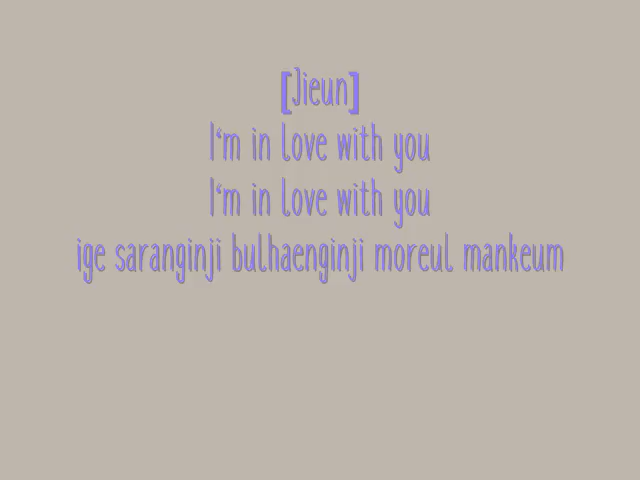 [Jieun]
I'm in love with you
I'm in love with you
ige saranginji bulhaenginji moreul mankeum